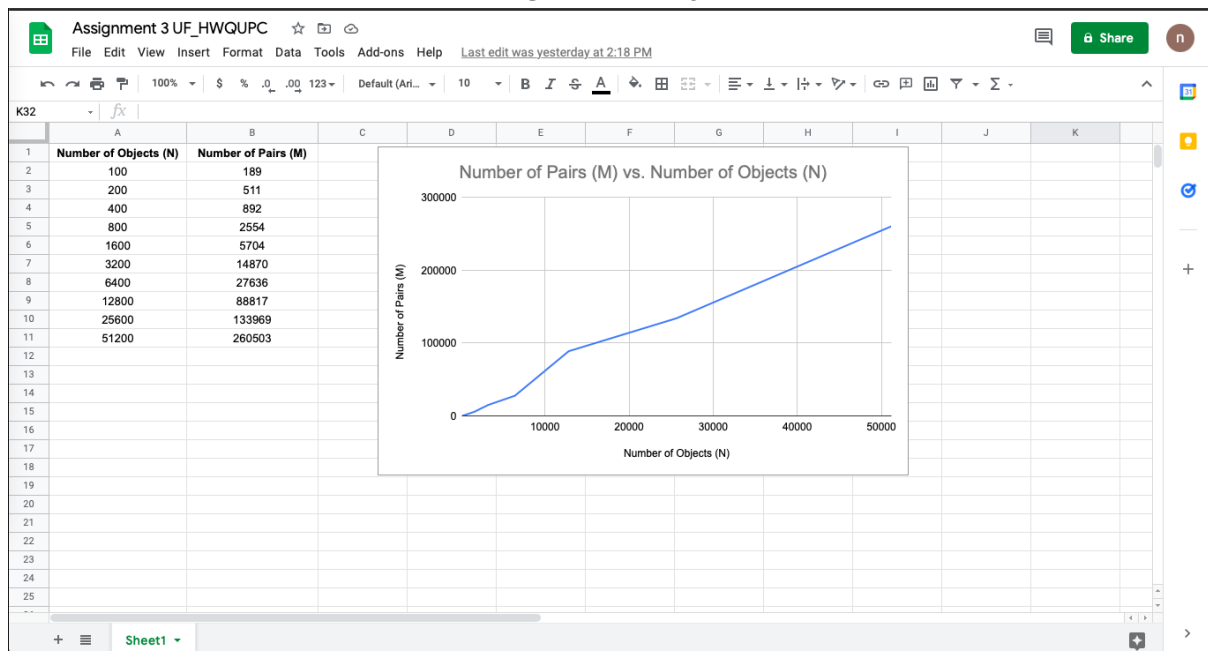 Assignment 3 UF_HWQUPC
File Edit View Insert Format Data Tools Add-ons Help Last edit was yesterday at 2:18 PM
Share
n
100% $ % .0 .00 123 Default (Ari... 10 B I S A
31
K32 fx
A B C D E F G H I J K
1 Number of Objects (N) Number of Pairs (M)
2 100 189
3 200 511
4 400 892
5 800 2554
6 1600 5704
7 3200 14870
8 6400 27636
9 12800 88817
10 25600 133969
11 51200 260503
12
13
14
15
16
17
18
19
20
21
22
23
24
25
Number of Pairs (M) vs. Number of Objects (N)
300000
200000
100000
0
Number of Pairs (M)
10000 20000 30000 40000 50000
Number of Objects (N)
Sheet1